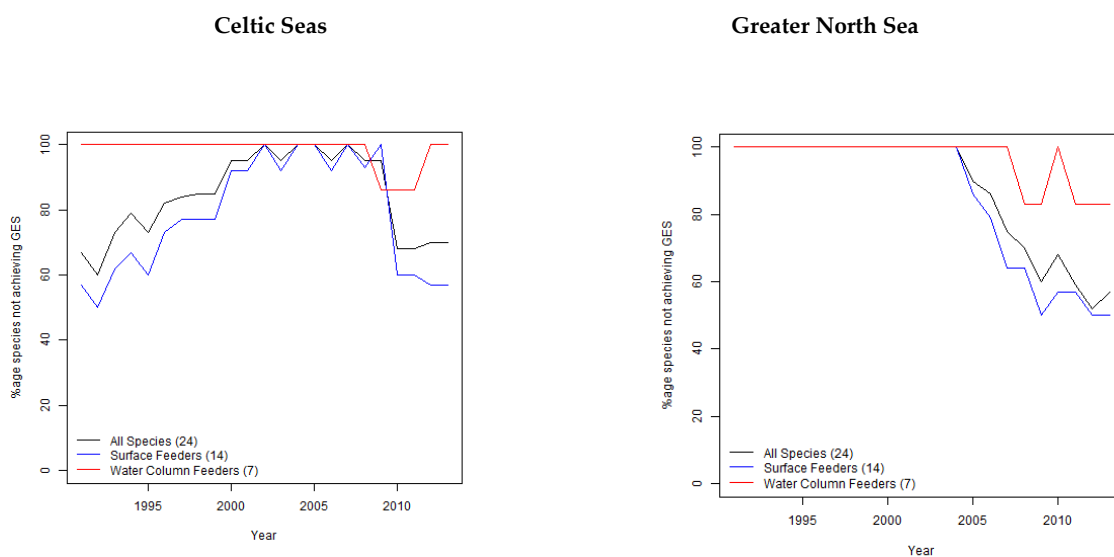 Celtic Seas
Greater North Sea
%age species not achieving GES
100
80
60
40
20
0
All Species (24)
Surface Feeders (14)
Water Column Feeders (7)
1995 2000 2005 2010
Year
%age species not achieving GES
100
80
60
40
20
0
All Species (24)
Surface Feeders (14)
Water Column Feeders (7)
1995 2000 2005 2010
Year